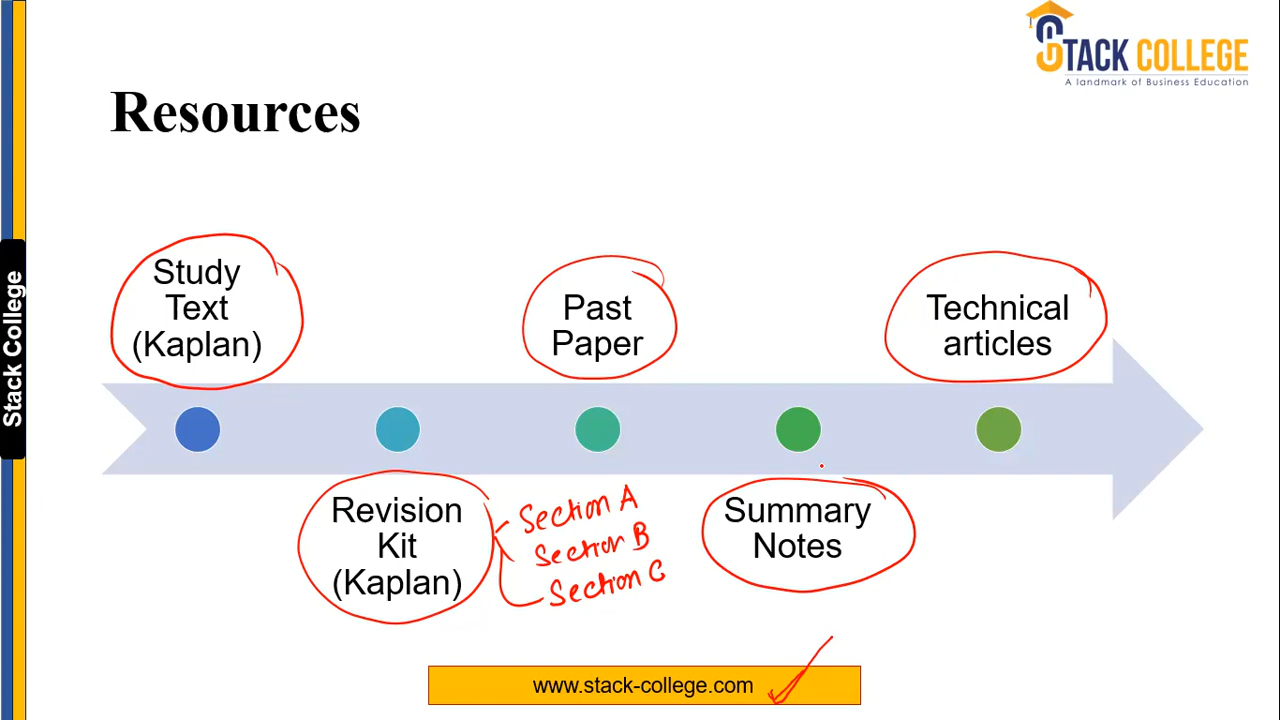 STACK COLLEGE
A landmark of Business Education
Resources
Stack College
Study
Text
(Kaplan)
Revision
Kit
(Kaplan)
Section A
Section B
Section C
Past
Paper
Summary
Notes
Technical
articles
www.stack-college.com